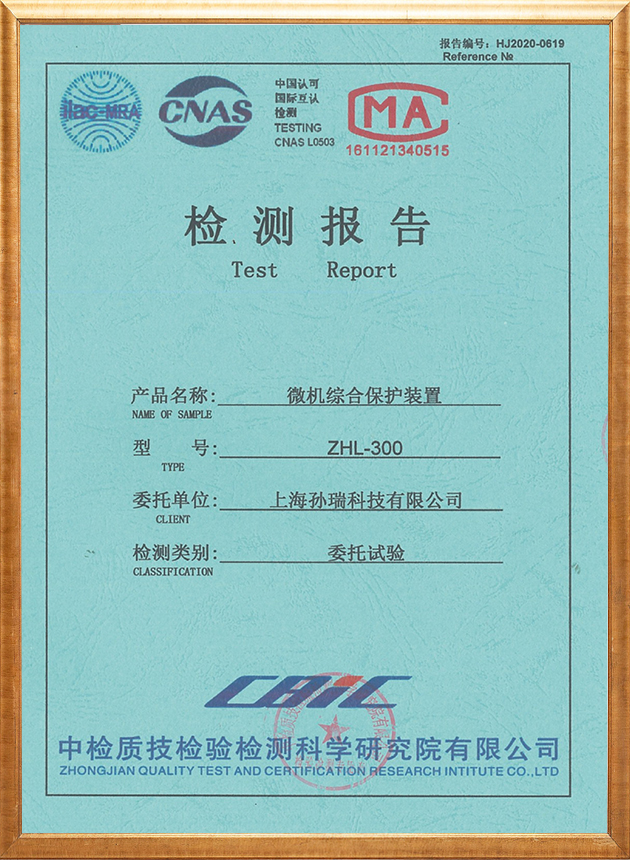 报告编号：HJ2020-0619
Reference №
ilac-MRA
CNAS
中国认可
国际互认
检测
TESTING
CNAS L0503
MA
161121340515
检测报告
Test Report
产品名称: 微机综合保护装置
NAME OF SAMPLE
型 号: ZHL-300
TYPE
委托单位: 上海孙瑞科技有限公司
CLIENT
检测类别: 委托试验
CLASSIFICATION
中检质技检验检测科学研究院有限公司
ZHONGJIAN QUALITY TEST AND CERTIFICATION RESEARCH INTITUTE CO.,LTD